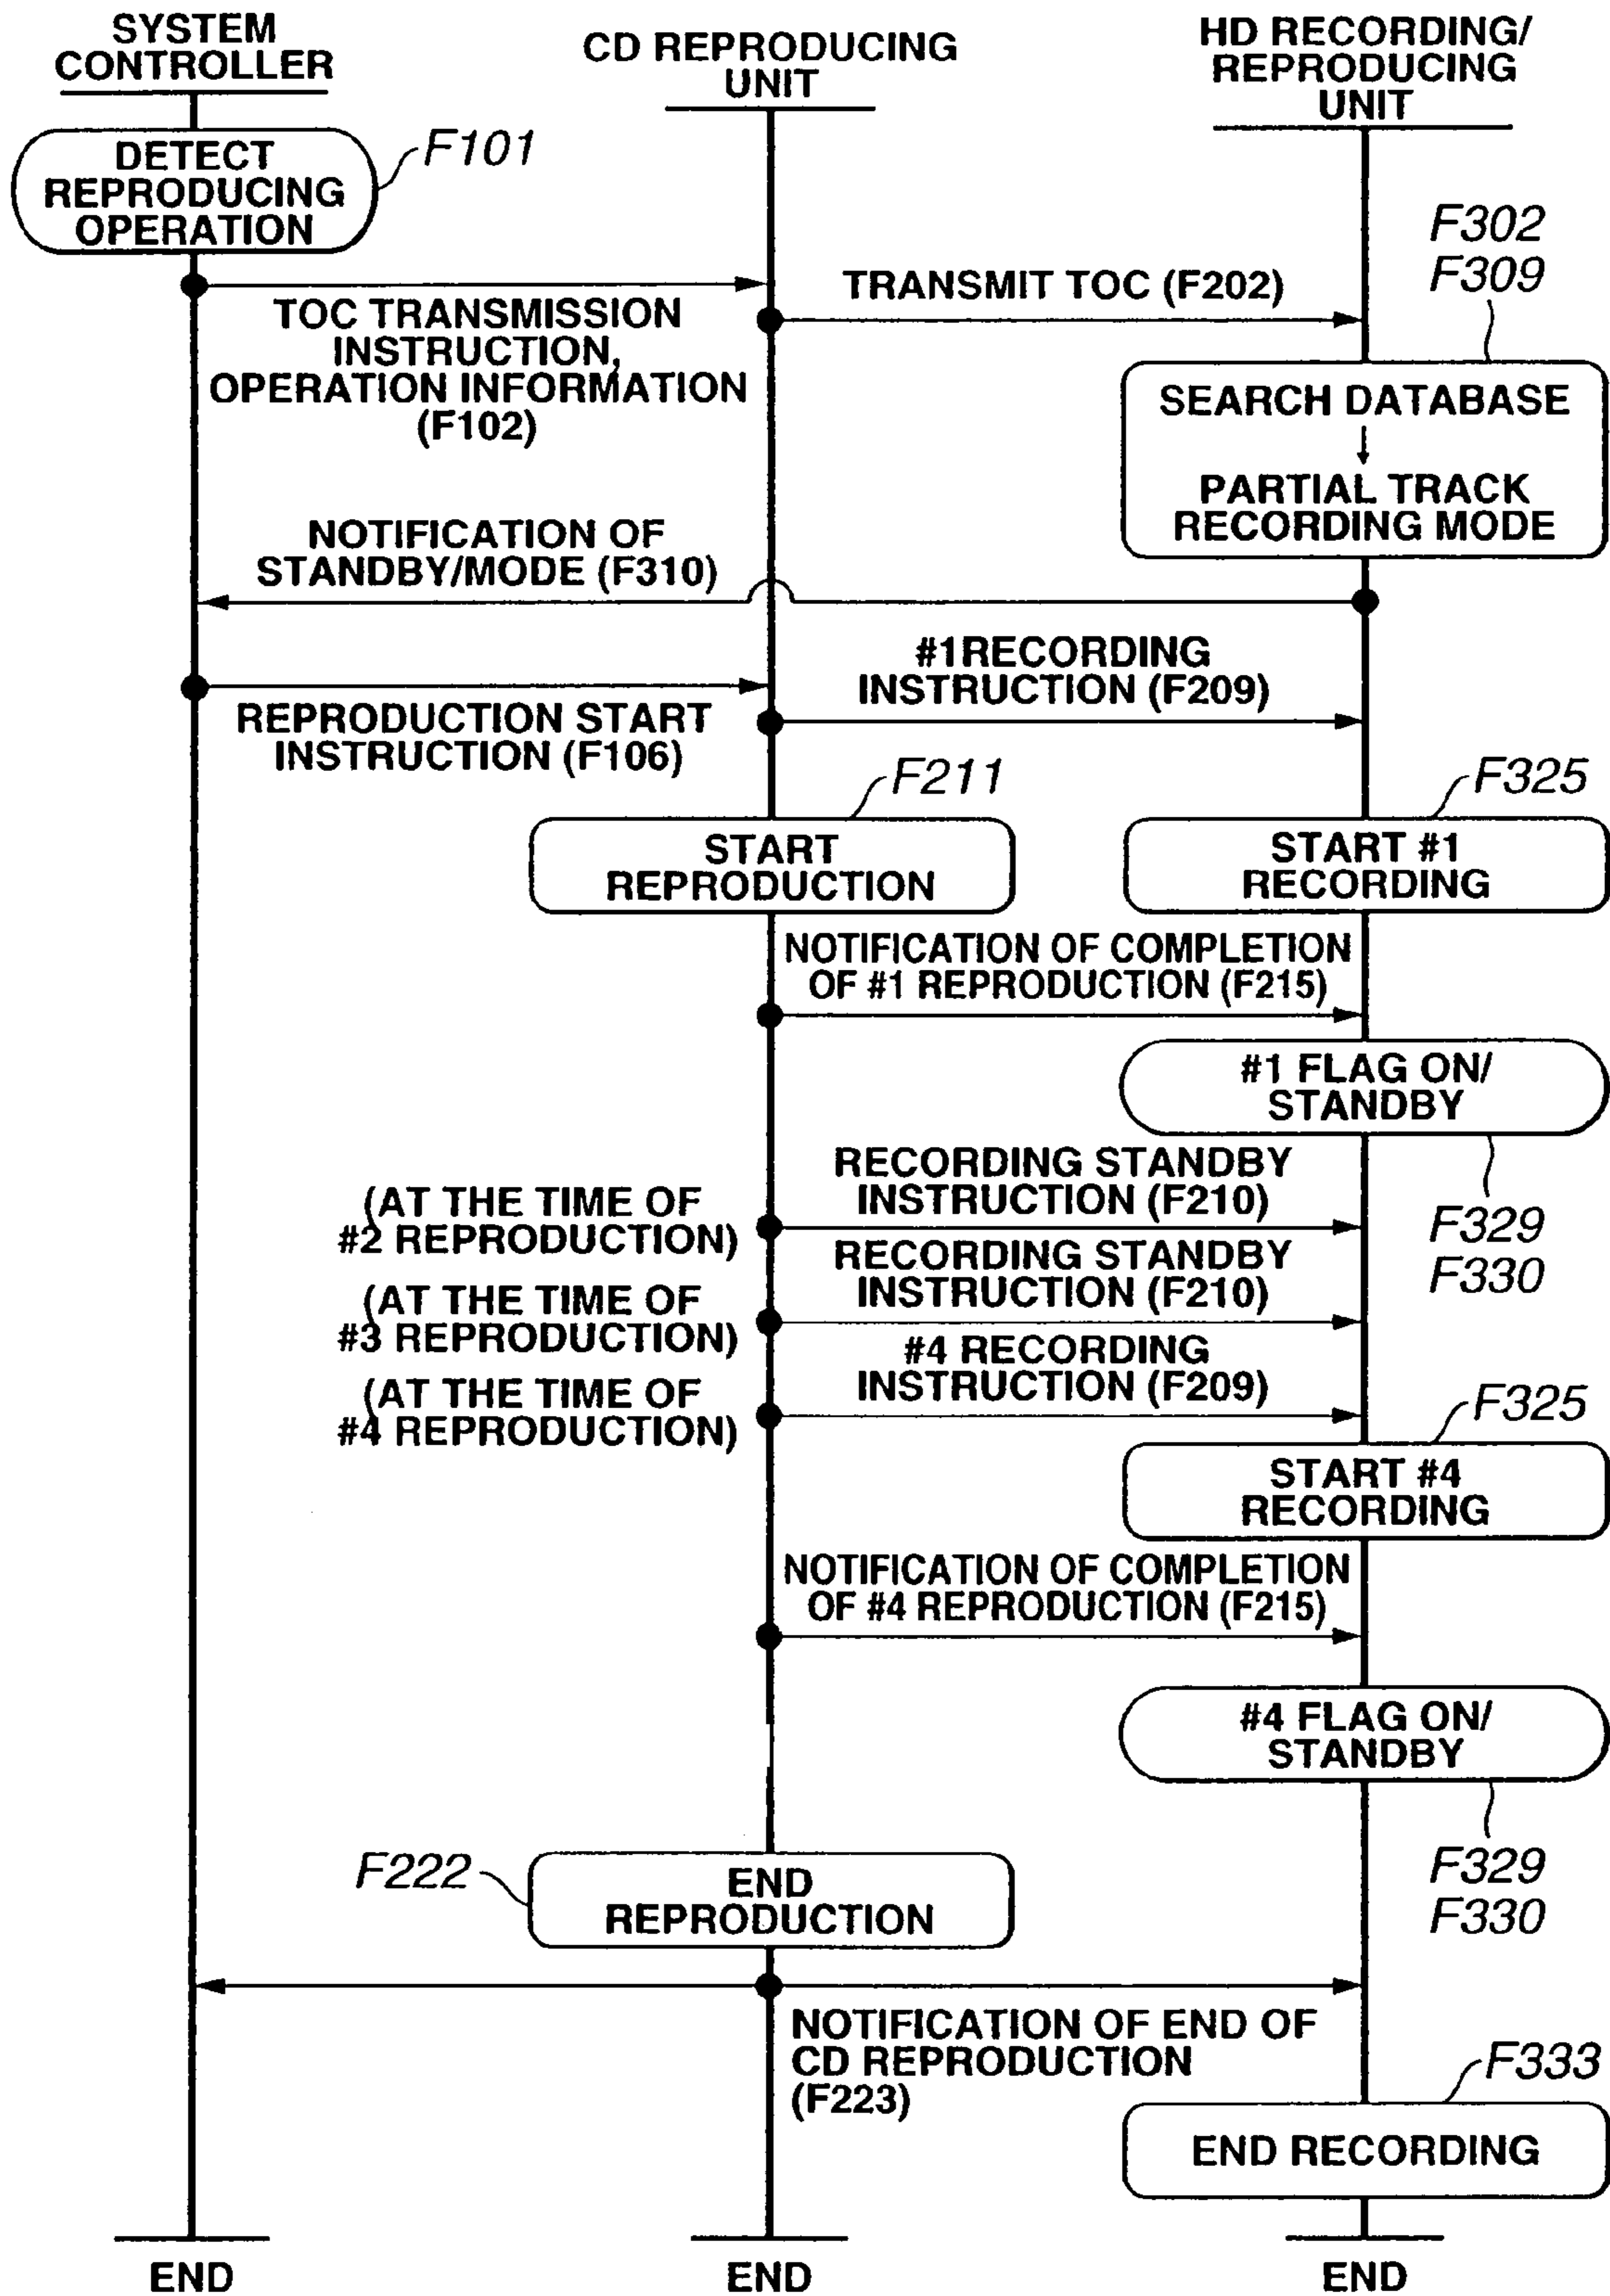 SYSTEM
CONTROLLER
CD REPRODUCING
UNIT
HD RECORDING/
REPRODUCING
UNIT
DETECT
REPRODUCING
OPERATION
F101
F302
F309
TOC TRANSMISSION
INSTRUCTION,
OPERATION INFORMATION
(F102)
TRANSMIT TOC (F202)
SEARCH DATABASE
PARTIAL TRACK
RECORDING MODE
NOTIFICATION OF
STANDBY/MODE (F310)
#1RECORDING
INSTRUCTION (F209)
REPRODUCTION START
INSTRUCTION (F106)
F211
START
REPRODUCTION
F325
START #1
RECORDING
NOTIFICATION OF COMPLETION
OF #1 REPRODUCTION (F215)
#1 FLAG ON/
STANDBY
F329
F330
(AT THE TIME OF
#2 REPRODUCTION)
RECORDING STANDBY
INSTRUCTION (F210)
(AT THE TIME OF
#3 REPRODUCTION)
RECORDING STANDBY
INSTRUCTION (F210)
(AT THE TIME OF
#4 REPRODUCTION)
#4 RECORDING
INSTRUCTION (F209)
F325
START #4
RECORDING
NOTIFICATION OF COMPLETION
OF #4 REPRODUCTION (F215)
#4 FLAG ON/
STANDBY
F329
F330
F222
END
REPRODUCTION
NOTIFICATION OF END OF
CD REPRODUCTION
(F223)
F333
END RECORDING
END
END
END